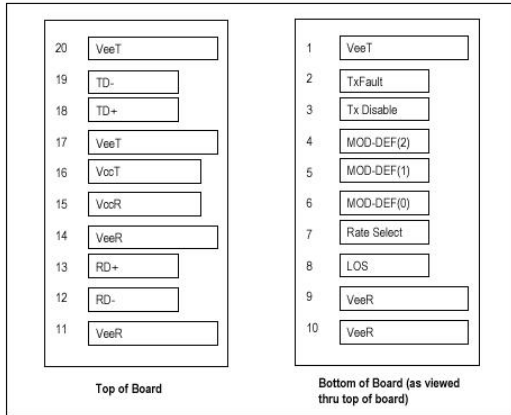 20 VeeT
19 TD-
18 TD+
17 VeeT
16 VccT
15 VccR
14 VeeR
13 RD+
12 RD-
11 VeeR
Top of Board
1 VeeT
2 TxFault
3 Tx Disable
4 MOD-DEF(2)
5 MOD-DEF(1)
6 MOD-DEF(0)
7 Rate Select
8 LOS
9 VeeR
10 VeeR
Bottom of Board (as viewed
thru top of board)